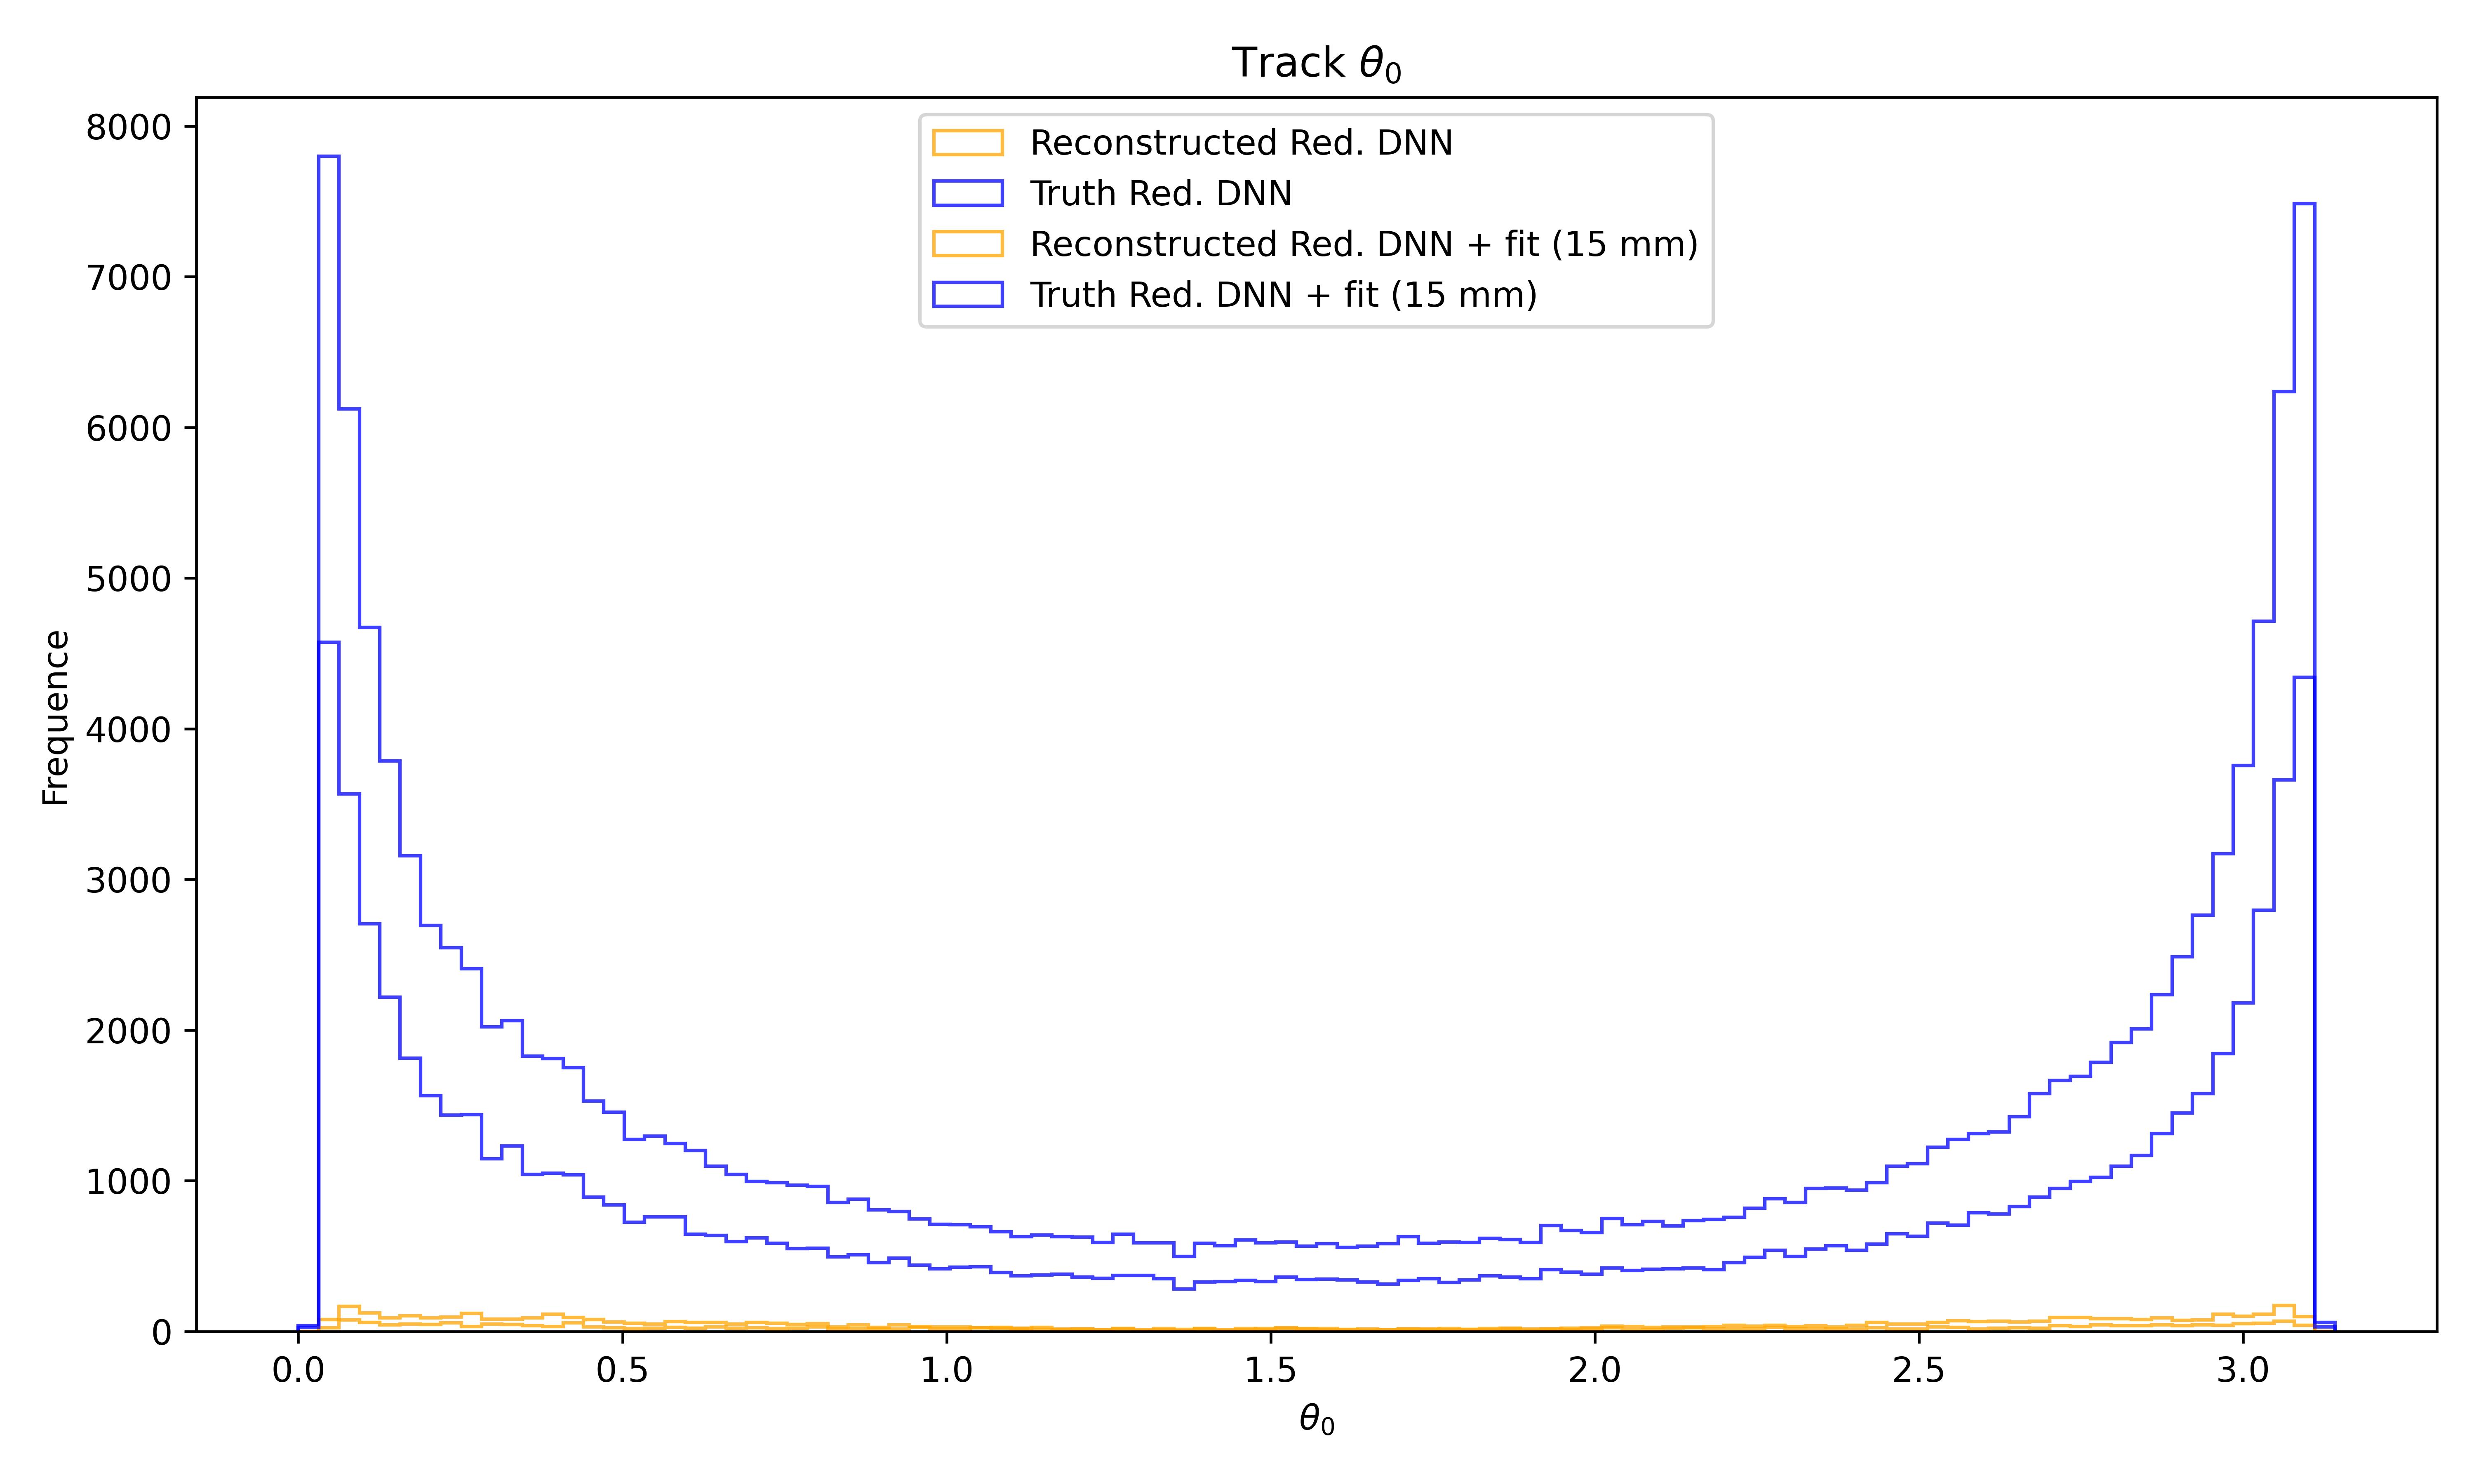 Track θ₀
8000
7000
6000
5000
4000
3000
2000
1000
0
Frequence
Reconstructed Red. DNN
Truth Red. DNN
Reconstructed Red. DNN + fit (15 mm)
Truth Red. DNN + fit (15 mm)
0.0 0.5 1.0 1.5 2.0 2.5 3.0
θ₀